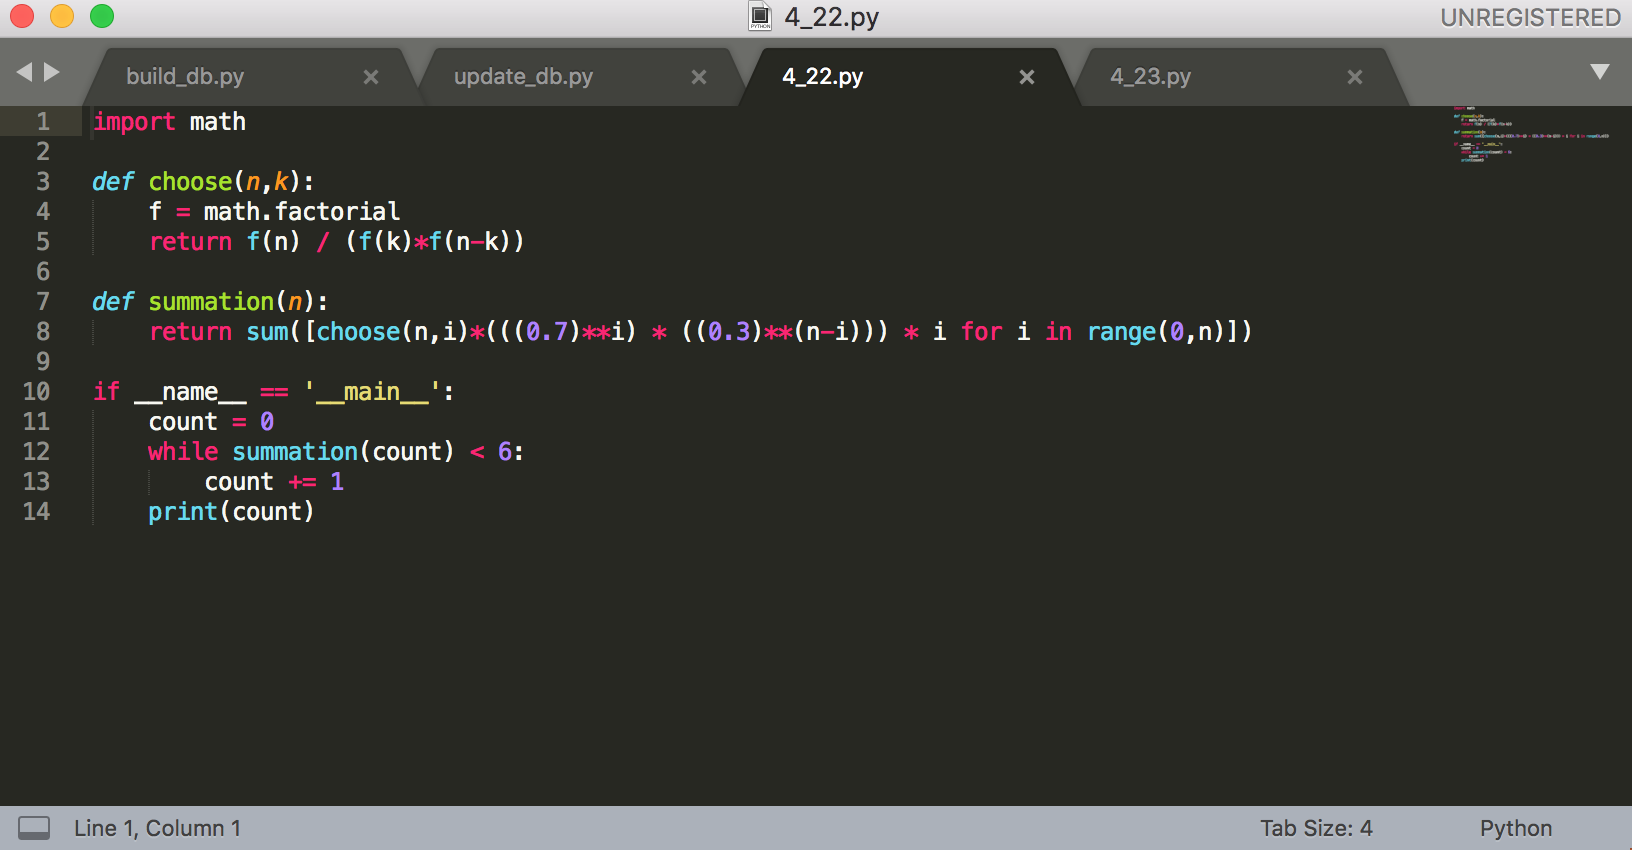 4_22.py
UNREGISTERED
build_db.py
update_db.py
4_22.py
4_23.py
1 import math
2
3 def choose(n,k):
4     f = math.factorial
5     return f(n) / (f(k)*f(n-k))
6
7 def summation(n):
8     return sum([choose(n,i)*(((0.7)**i) * ((0.3)**(n-i))) * i for i in range(0,n)])
9
10 if __name__ == '__main__':
11     count = 0
12     while summation(count) < 6:
13         count += 1
14     print(count)
Line 1, Column 1
Tab Size: 4
Python